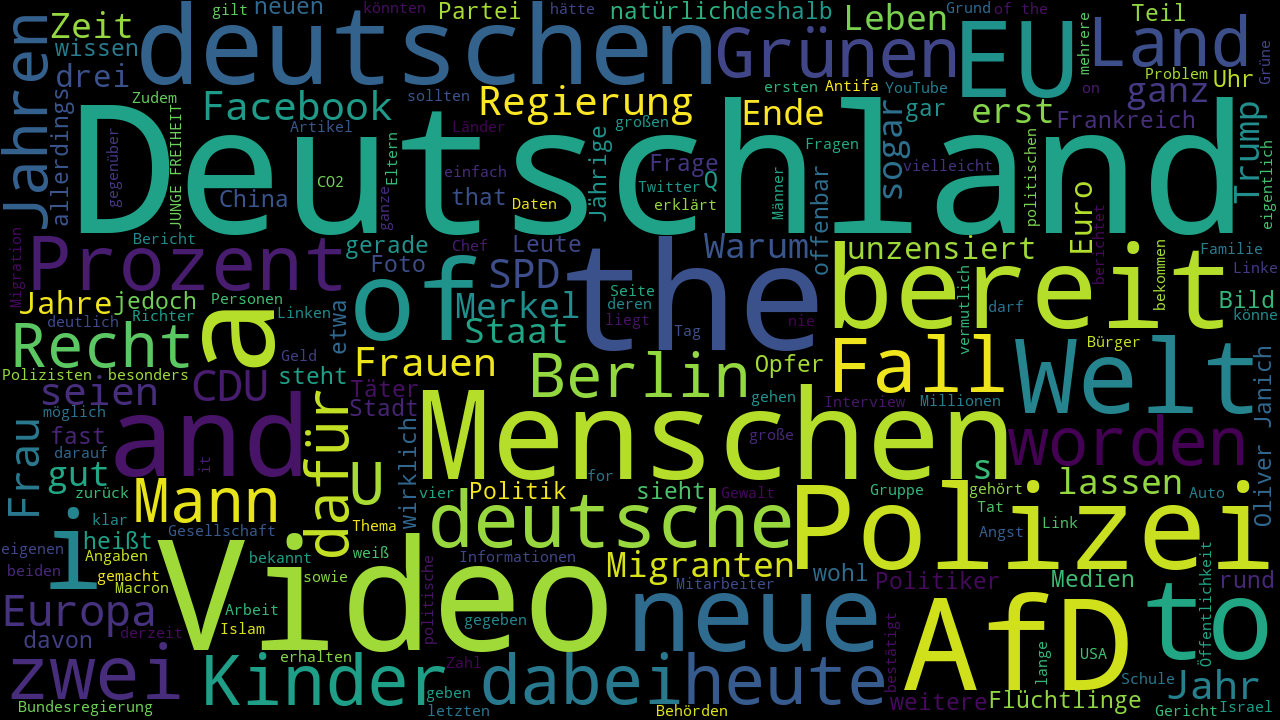 Zeit
gilt
neuen
deutschen
könnten
Partei
hätte
natürlich
deshalb
Leben
Grund
of the
Teil
wissen
drei
Jahren
allerdings
Grünen
EU
mehrere
Land
Grüne
Problem
Uhr
Zudem
Facebook
sollten
Regierung
Ende
ersten
Antifa
YouTube
gar
erst
on
ganz
Artikel
Länder
großen
sogar
Frankreich
Trump
gegenüber
JUNGE FREIHEIT
Deutschland
Eltern
Fragen
politischen
eigentlich
CO2
einfach
Jährige
Frage
vielleicht
China
ganze
that
Daten
Twitter
Q
erklärt
Männer
offenbar
Migration
Prozent
Bericht
gerade
Chef
Leute
Warum
unzensiert
Euro
berichtet
bekommen
Familie
Foto
SPD
the
bereit
Linke
Jahre
jedoch
Personen
of
Merkel
Seite
deren
vermutlich
darf
Bild
deutlich
Richter
Linken
etwa
Staat
liegt
Tag
nie
könne
Recht
a
Geld
Frauen
Berlin
Opfer
Fall
Bürger
Welt
Polizisten
besonders
steht
seien
CDU
Täter
gehen
Interview
Millionen
Oliver Janich
möglich
Stadt
Menschen
große
worden
Frau
fast
and
dafür
wirklich
darauf
it
U
s
gut
zurück
Mann
vier
Politik
for
sieht
Gewalt
Polizei
Gruppe
gehört
lassen
Auto
klar
Gesellschaft
Thema
deutsche
Tat
Link
i
heißt
Angst
eigenen
Angaben
bekannt
weiß
Informationen
Migranten
beiden
gemacht
sowie
Video
wohl
Politiker
Medien
Öffentlichkeit
rund
Macron
politische
Mitarbeiter
Europa
Arbeit
gegeben
neue
AfD
to
davon
derzeit
Islam
bestätigt
lange
USA
zwei
erhalten
Zahl
Kinder
geben
dabei
heute
weitere
Flüchtlinge
Schule
Jahr
Bundesregierung
letzten
Behörden
Gericht
Israel